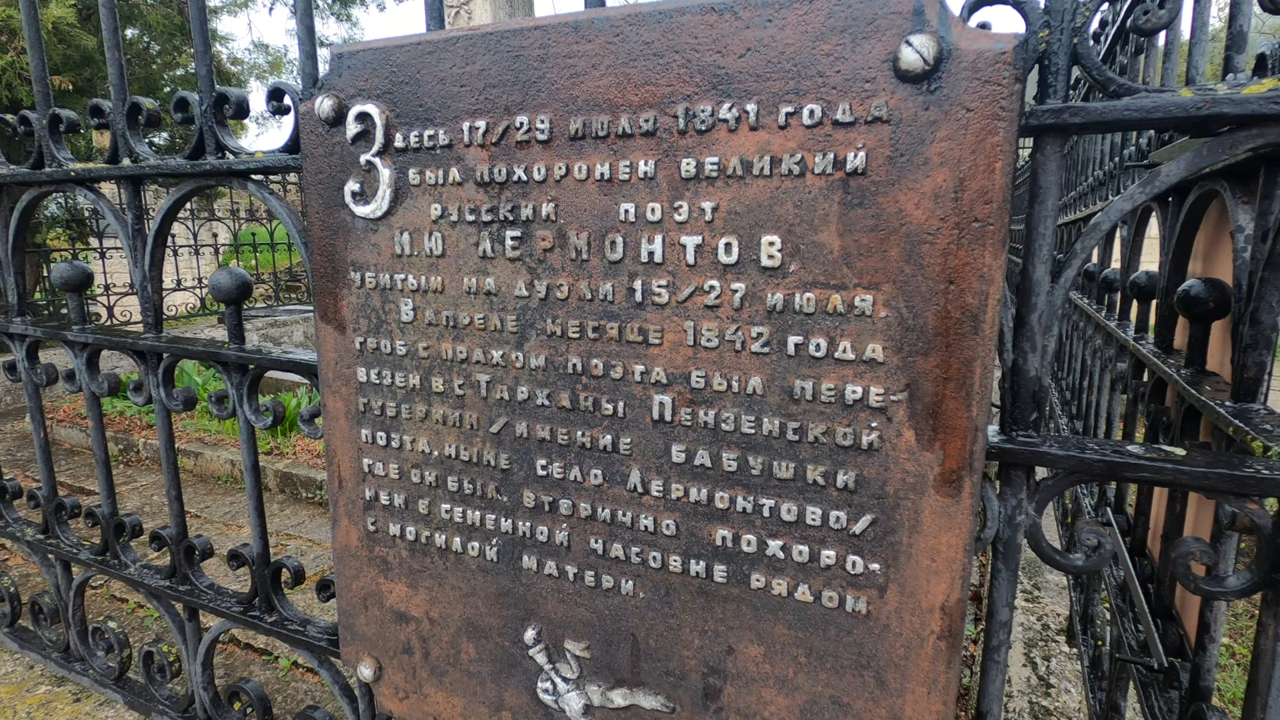 Здесь 17/29 июля 1841 года
был похоронен великий
русский поэт
М.Ю ЛЕРМОНТОВ
убитый на дуэли 15/27 июля.
В апреле месяце 1842 года
гроб с прахом поэта был пере-
везен в с Тарханы Пензенской
губернии /имение бабушки
поэта, ныне село Лермонтово/
где он был вторично похоро-
нен в семейной часовне рядом
с могилой матери.